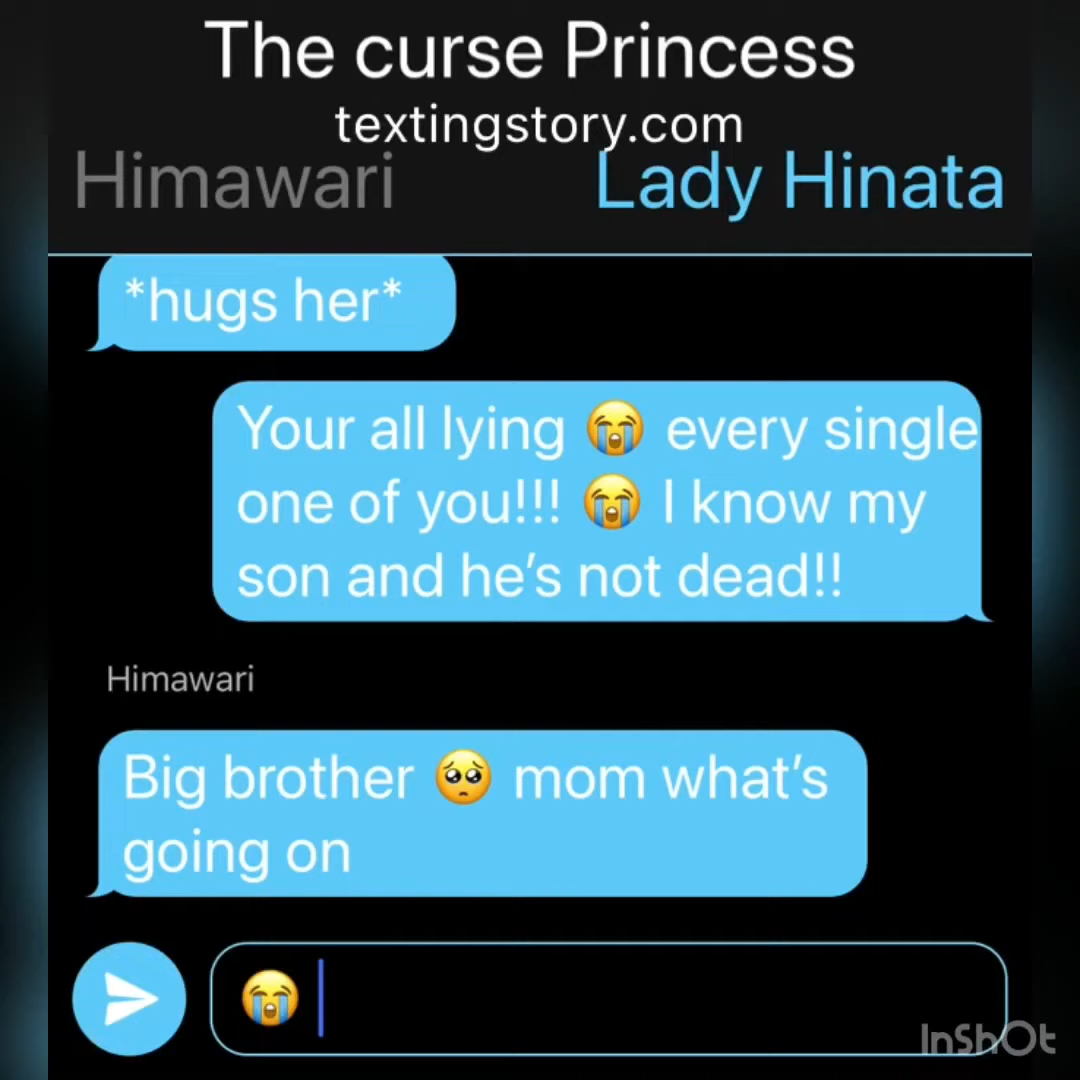 The curse Princess
textingstory.com
Himawari Lady Hinata
*hugs her*
Your all lying 😭 every single
one of you!!! 😭 I know my
son and he's not dead!!
Himawari
Big brother 🥺 mom what's
going on
😭
InShOt